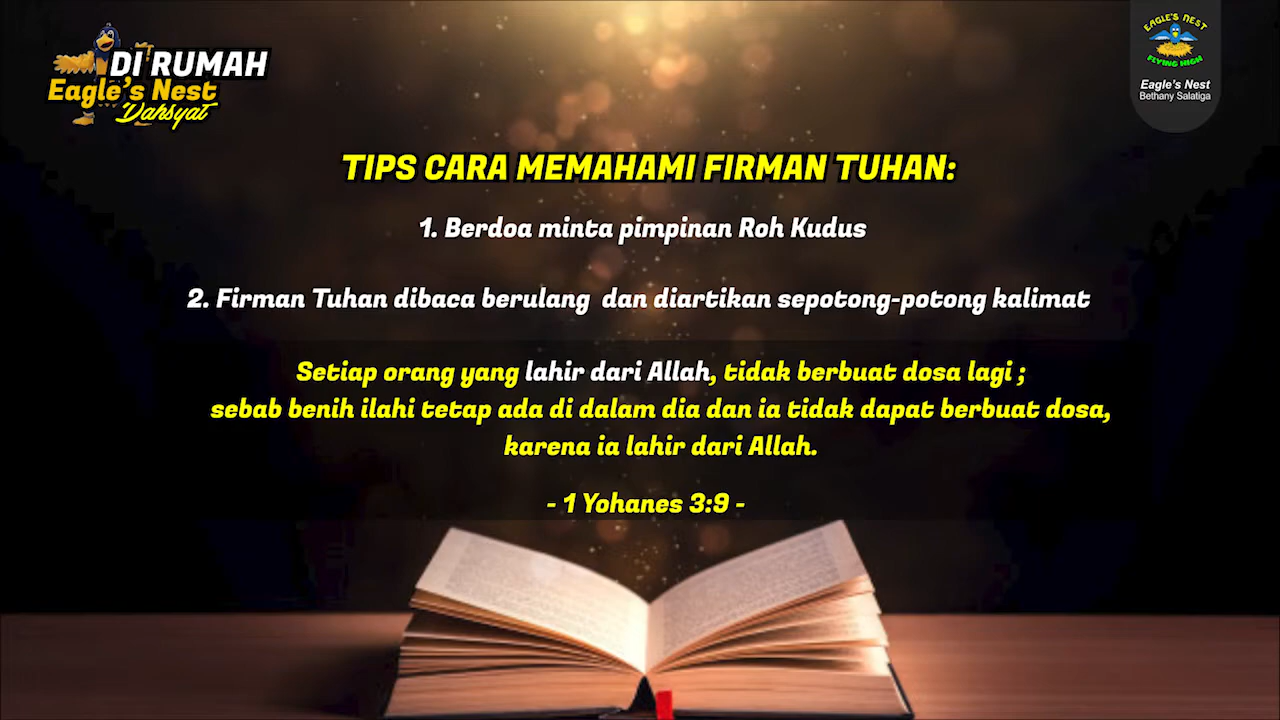 DI RUMAH
Eagle's Nest
Dahsyat
EAGLE'S NEST
FLYING HIGH
Eagle's Nest
Bethany Salatiga
TIPS CARA MEMAHAMI FIRMAN TUHAN:
1. Berdoa minta pimpinan Roh Kudus
2. Firman Tuhan dibaca berulang dan diartikan sepotong-potong kalimat
Setiap orang yang lahir dari Allah, tidak berbuat dosa lagi ;
sebab benih ilahi tetap ada di dalam dia dan ia tidak dapat berbuat dosa,
karena ia lahir dari Allah.
- 1 Yohanes 3:9 -